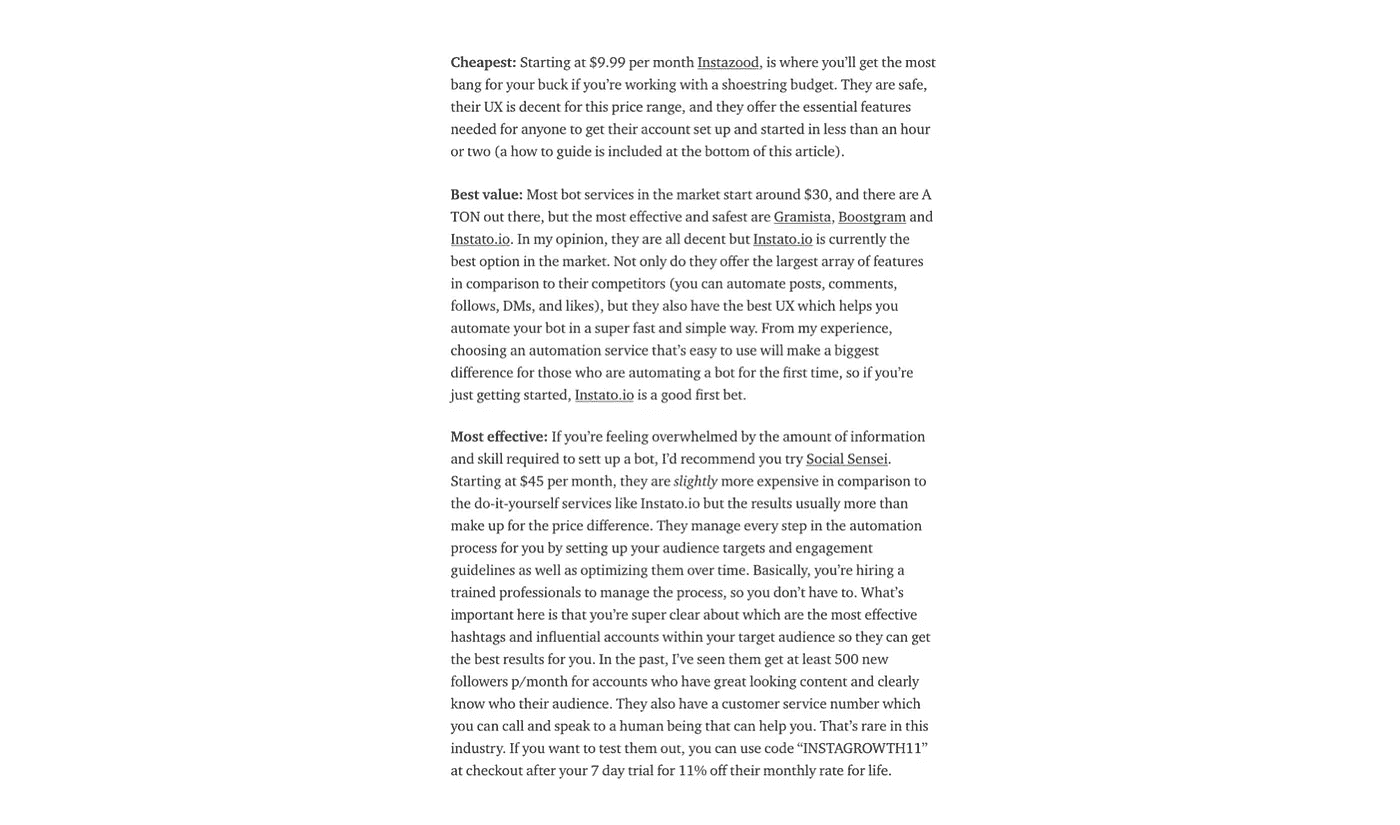 Cheapest: Starting at $9.99 per month Instazood, is where you’ll get the most
bang for your buck if you’re working with a shoestring budget. They are safe,
their UX is decent for this price range, and they offer the essential features
needed for anyone to get their account set up and started in less than an hour
or two (a how to guide is included at the bottom of this article).
Best value: Most bot services in the market start around $30, and there are A
TON out there, but the most effective and safest are Gramista, Boostgram and
Instato.io. In my opinion, they are all decent but Instato.io is currently the
best option in the market. Not only do they offer the largest array of features
in comparison to their competitors (you can automate posts, comments,
follows, DMs, and likes), but they also have the best UX which helps you
automate your bot in a super fast and simple way. From my experience,
choosing an automation service that’s easy to use will make a biggest
difference for those who are automating a bot for the first time, so if you’re
just getting started, Instato.io is a good first bet.
Most effective: If you’re feeling overwhelmed by the amount of information
and skill required to sett up a bot, I’d recommend you try Social Sensei.
Starting at $45 per month, they are slightly more expensive in comparison to
the do-it-yourself services like Instato.io but the results usually more than
make up for the price difference. They manage every step in the automation
process for you by setting up your audience targets and engagement
guidelines as well as optimizing them over time. Basically, you’re hiring a
trained professionals to manage the process, so you don’t have to. What’s
important here is that you’re super clear about which are the most effective
hashtags and influential accounts within your target audience so they can get
the best results for you. In the past, I’ve seen them get at least 500 new
followers p/month for accounts who have great looking content and clearly
know who their audience. They also have a customer service number which
you can call and speak to a human being that can help you. That’s rare in this
industry. If you want to test them out, you can use code “INSTAGROWTH11”
at checkout after your 7 day trial for 11% off their monthly rate for life.